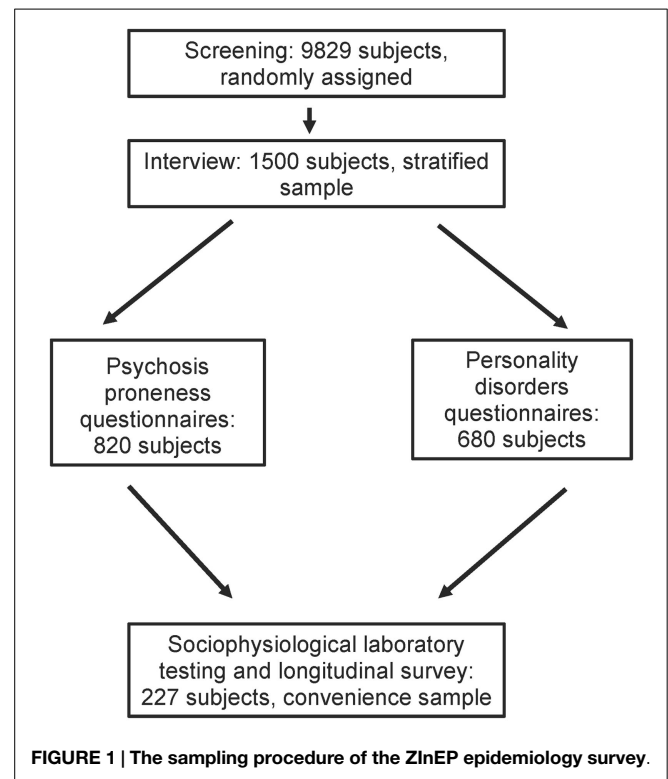 Screening: 9829 subjects,
randomly assigned
Interview: 1500 subjects, stratified
sample
Psychosis
proneness
questionnaires:
820 subjects
Personality
disorders
questionnaires:
680 subjects
Sociophysiological laboratory
testing and longitudinal survey:
227 subjects, convenience sample
FIGURE 1 | The sampling procedure of the ZInEP epidemiology survey.